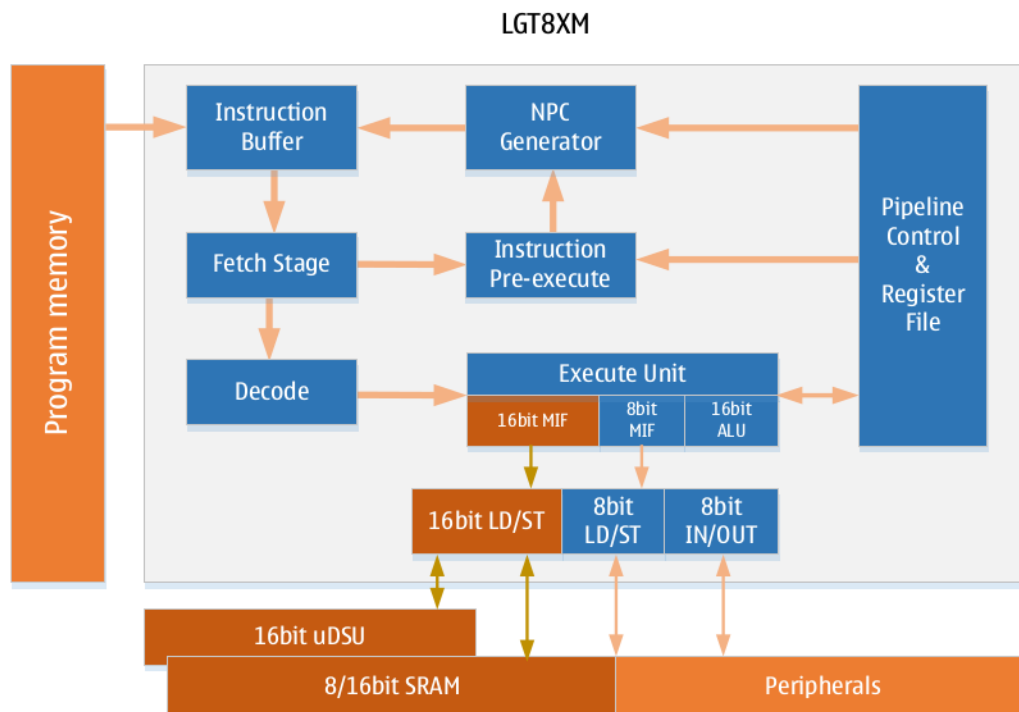 LGT8XM
Program memory
Instruction
Buffer
NPC
Generator
Pipeline
Control
&
Register
File
Fetch Stage
Instruction
Pre-execute
Decode
Execute Unit
16bit MIF
8bit
MIF
16bit
ALU
16bit LD/ST
8bit
LD/ST
8bit
IN/OUT
16bit uDSU
8/16bit SRAM
Peripherals